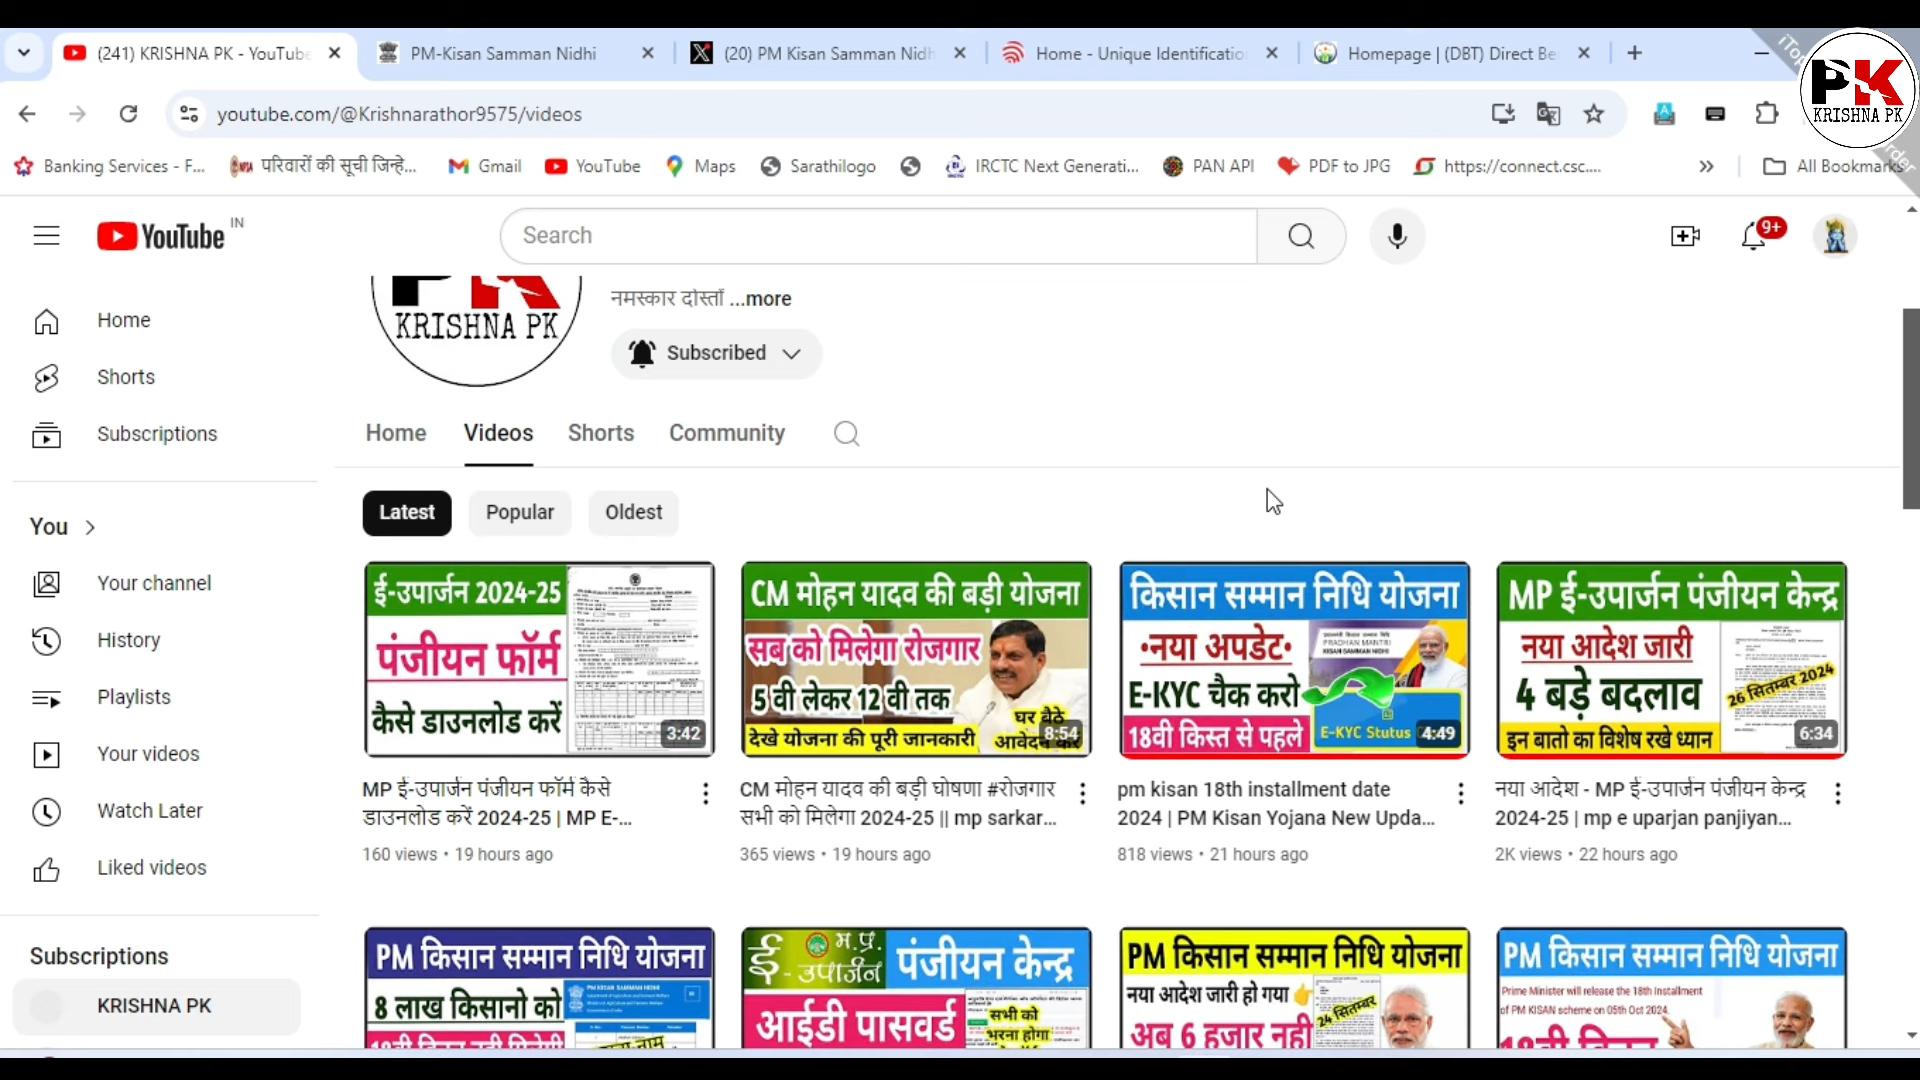 (241) KRISHNA PK - YouTube
PM-Kisan Samman Nidhi
(20) PM Kisan Samman Nidh
Home - Unique Identificatio
Homepage | (DBT) Direct Be
PK
KRISHNA PK
youtube.com/@Krishnarathor9575/videos
Banking Services - F...
परिवारों की सूची जिन्हे...
Gmail
YouTube
Maps
Sarathilogo
IRCTC Next Generati...
PAN API
PDF to JPG
https://connect.csc....
All Bookmarks
YouTube IN
Search
9+
KRISHNA PK
नमस्कार दोस्तों ...more
Subscribed
Home
Shorts
Subscriptions
You
Your channel
History
Playlists
Your videos
Watch Later
Liked videos
Subscriptions
KRISHNA PK
Home
Videos
Shorts
Community
Latest
Popular
Oldest
ई-उपार्जन 2024-25
पंजीयन फॉर्म
कैसे डाउनलोड करें
3:42
MP ई-उपार्जन पंजीयन फॉर्म कैसे
डाउनलोड करें 2024-25 | MP E-...
160 views • 19 hours ago
CM मोहन यादव की बड़ी योजना
सब को मिलेगा रोजगार
5 वी लेकर 12 वी तक
घर बैठे
देखे योजना की पूरी जानकारी
8:54
CM मोहन यादव की बड़ी घोषणा #रोजगार
सभी को मिलेगा 2024-25 || mp sarkar...
365 views • 19 hours ago
किसान सम्मान निधि योजना
•नया अपडेट•
PRADHAN MANTRI
KISAN SAMMAN NIDHI
E-KYC चैक करो
18वी किस्त से पहले
E-KYC Stutus
4:49
pm kisan 18th installment date
2024 | PM Kisan Yojana New Upda...
818 views • 21 hours ago
MP ई-उपार्जन पंजीयन केन्द्र
नया आदेश जारी
4 बड़े बदलाव
26 सितम्बर 2024
इन बातो का विशेष रखे ध्यान
6:34
नया आदेश - MP ई-उपार्जन पंजीयन केन्द्र
2024-25 | mp e uparjan panjiyan...
2K views • 22 hours ago
PM किसान सम्मान निधि योजना
8 लाख किसानो को
PM KISAN SAMMAN NIDHI
म.प्र.
ई-उपार्जन
पंजीयन केन्द्र
आईडी पासवर्ड
सभी को
भरना होगा
PM किसान सम्मान निधि योजना
नया आदेश जारी हो गया
24 सितम्बर
अब 6 हजार नही
PM किसान सम्मान निधि योजना
Prime Minister will release the 18th Installment
of PM KISAN scheme on 05th Oct 2024.